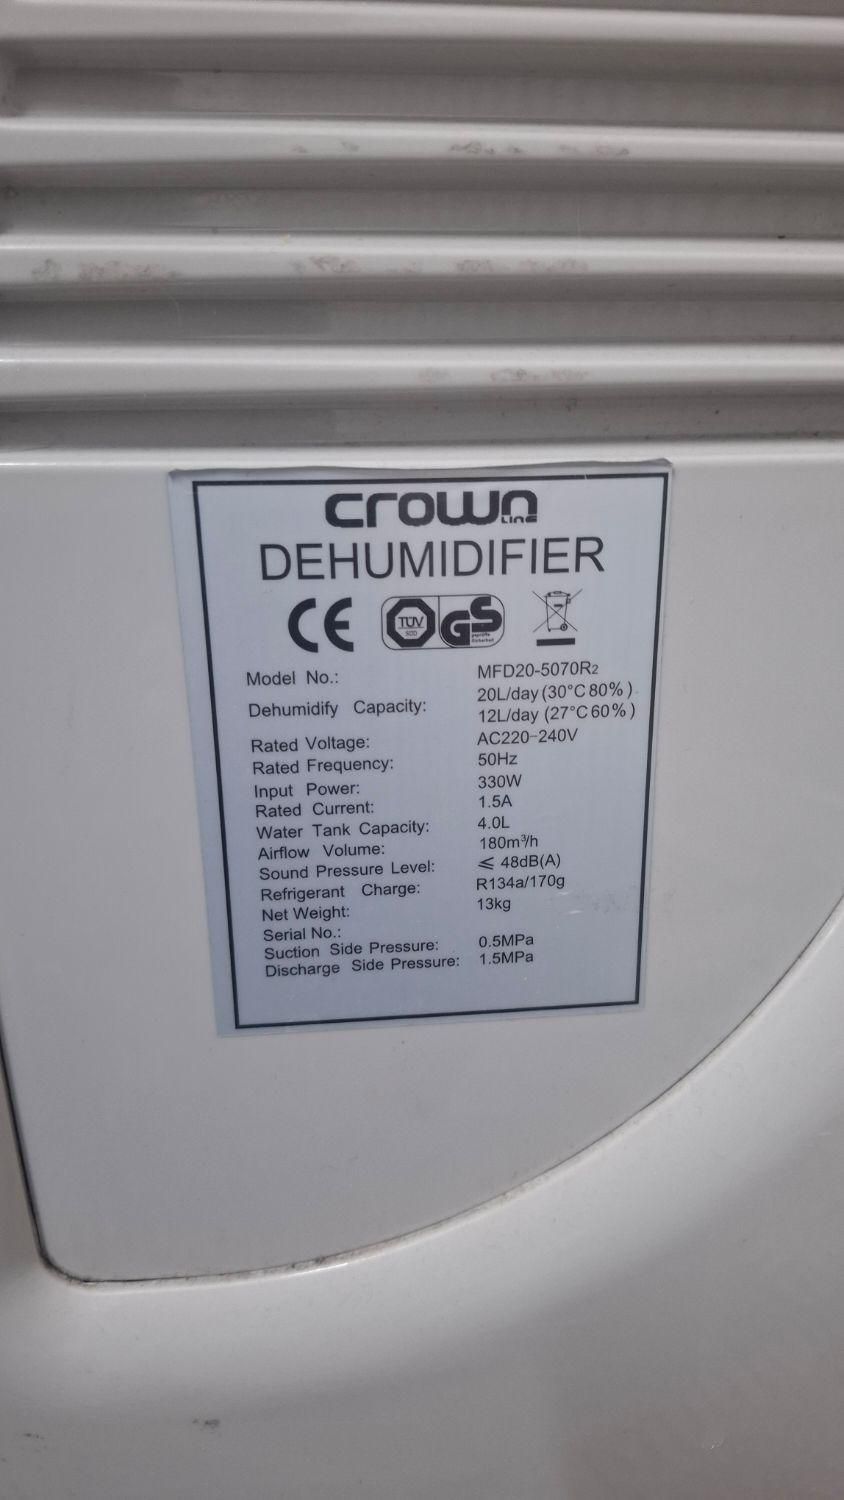 crown
LINE
DEHUMIDIFIER
CE TÜV SÜD GS geprüfte Sicherheit
Model No.: MFD20-5070R2
Dehumidify Capacity: 20L/day (30°C 80%)
12L/day (27°C 60%)
Rated Voltage: AC220-240V
Rated Frequency: 50Hz
Input Power: 330W
Rated Current: 1.5A
Water Tank Capacity: 4.0L
Airflow Volume: 180m³/h
Sound Pressure Level: ⩽ 48dB(A)
Refrigerant Charge: R134a/170g
Net Weight: 13kg
Serial No.:
Suction Side Pressure: 0.5MPa
Discharge Side Pressure: 1.5MPa